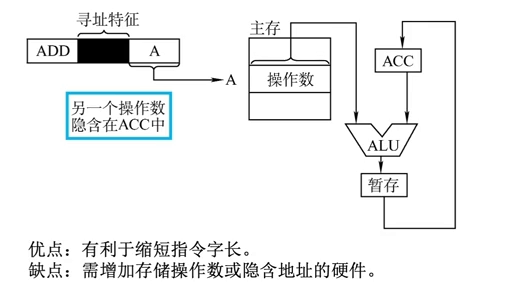 寻址特征
ADD
A
A
主存
操作数
ACC
另一个操作数
隐含在ACC中
ALU
暂存
优点：有利于缩短指令字长。
缺点：需增加存储操作数或隐含地址的硬件。